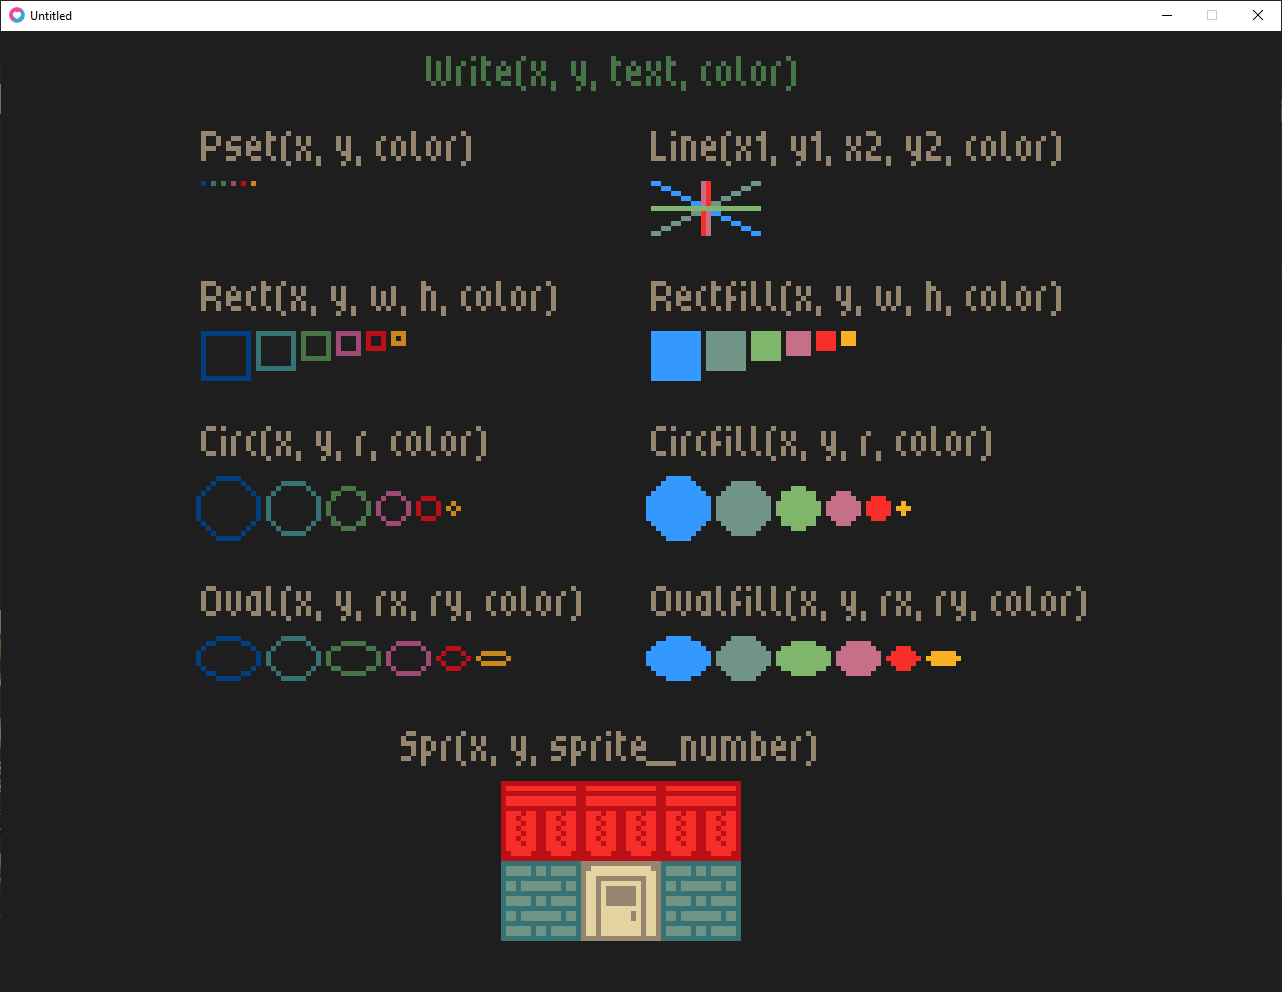 Untitled
Write(x, y, text, color)
Pset(x, y, color)
Line(x1, y1, x2, y2, color)
Rect(x, y, w, h, color)
Rectfill(x, y, w, h, color)
Circ(x, y, r, color)
Circfill(x, y, r, color)
Oval(x, y, rx, ry, color)
Ovalfill(x, y, rx, ry, color)
Spr(x, y, sprite_number)